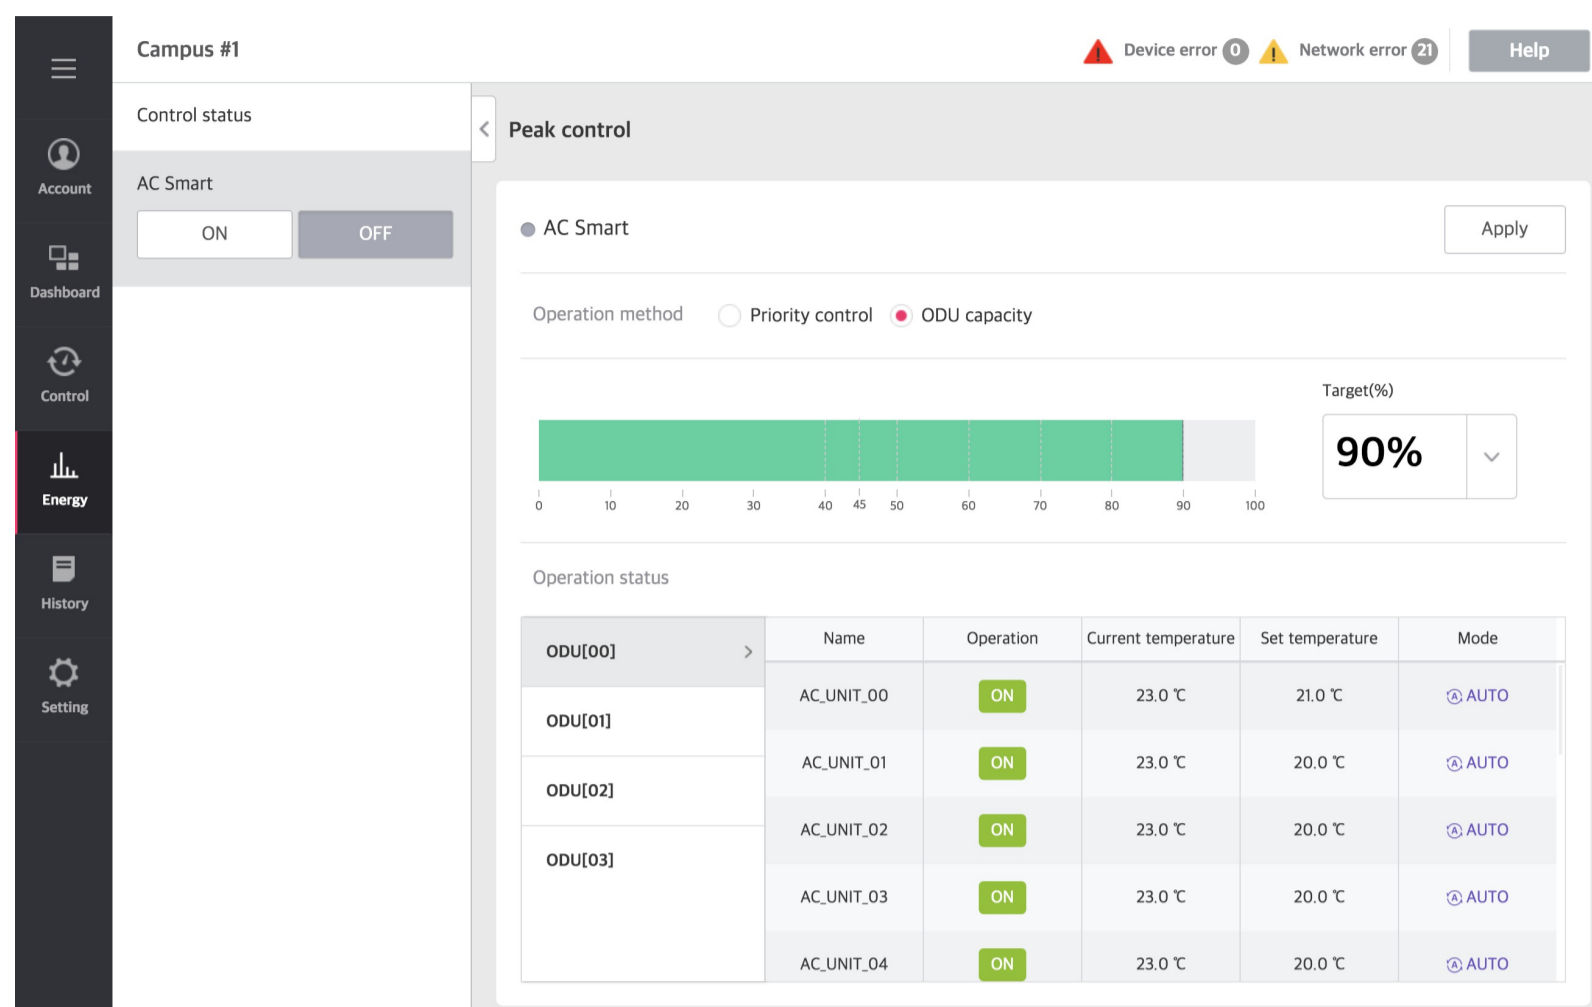 Campus #1
Device error 0
Network error 21
Help
Account
Dashboard
Control
Energy
History
Setting
Control status
AC Smart
ON OFF
Peak control
AC Smart
Apply
Operation method Priority control ODU capacity
Target(%)
90%
0 10 20 30 40 45 50 60 70 80 90 100
Operation status
ODU[00]
ODU[01]
ODU[02]
ODU[03]
Name Operation Current temperature Set temperature Mode
AC_UNIT_00 ON 23.0 ℃ 21.0 ℃ AUTO
AC_UNIT_01 ON 23.0 ℃ 20.0 ℃ AUTO
AC_UNIT_02 ON 23.0 ℃ 20.0 ℃ AUTO
AC_UNIT_03 ON 23.0 ℃ 20.0 ℃ AUTO
AC_UNIT_04 ON 23.0 ℃ 20.0 ℃ AUTO